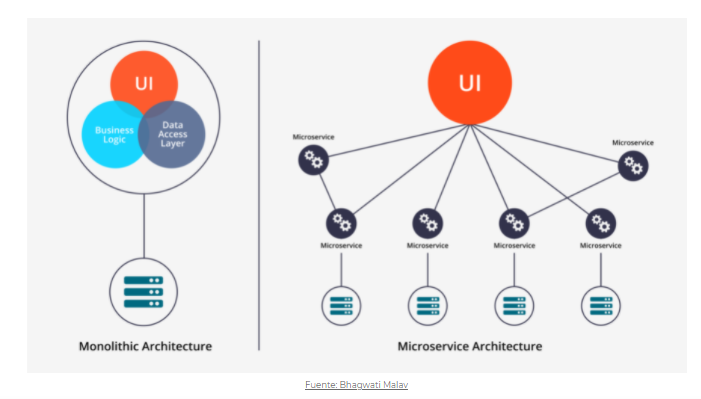 UI
Business
Logic
Data
Access
Layer
Monolithic Architecture
UI
Microservice
Microservice
Microservice
Microservice
Microservice
Microservice
Microservice Architecture
Fuente: Bhagwati Malav